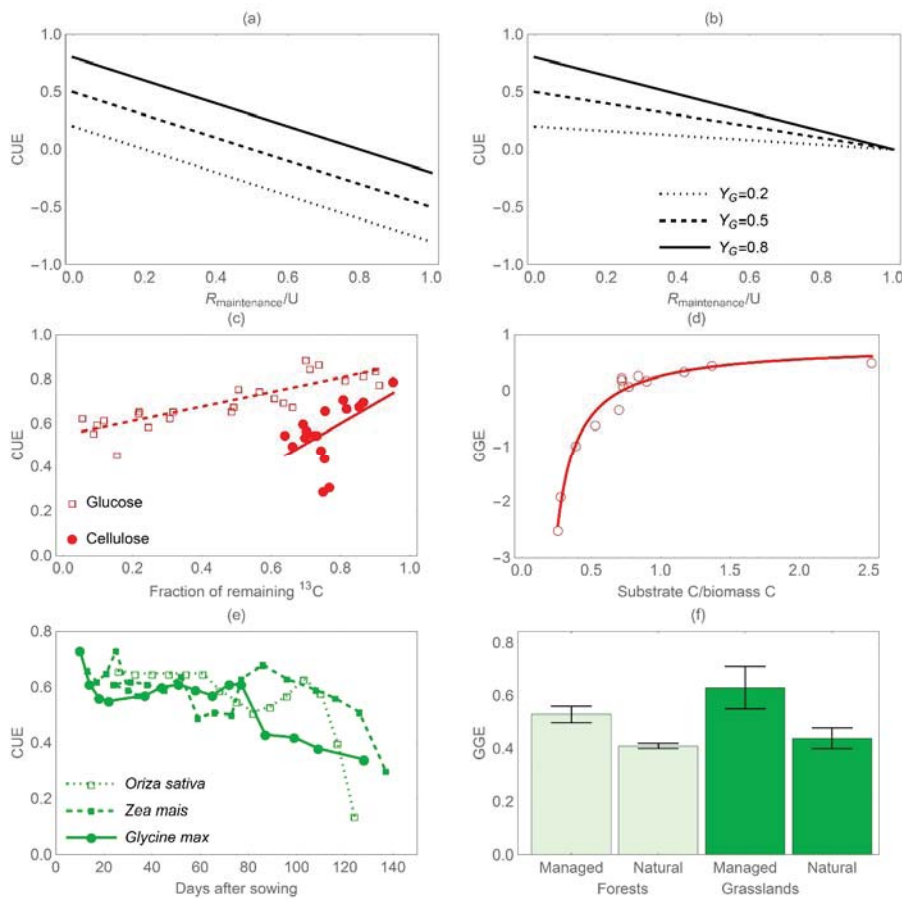 (a)
1.0
0.5
0.0
−0.5
−1.0
CUE
0.0 0.2 0.4 0.6 0.8 1.0
Rmaintenance/U
(b)
1.0
0.5
0.0
−0.5
−1.0
CUE
YG=0.2
YG=0.5
YG=0.8
0.0 0.2 0.4 0.6 0.8 1.0
Rmaintenance/U
(c)
1.0
0.8
0.6
0.4
0.2
0.0
CUE
Glucose
Cellulose
0.0 0.2 0.4 0.6 0.8 1.0
Fraction of remaining 13C
(d)
1
0
−1
−2
−3
GGE
0.0 0.5 1.0 1.5 2.0 2.5
Substrate C/biomass C
(e)
0.8
0.6
0.4
0.2
0.0
CUE
Oriza sativa
Zea mais
Glycine max
0 20 40 60 80 100 120 140
Days after sowing
(f)
0.8
0.6
0.4
0.2
0.0
GGE
Managed Natural Managed Natural
Forests Grasslands